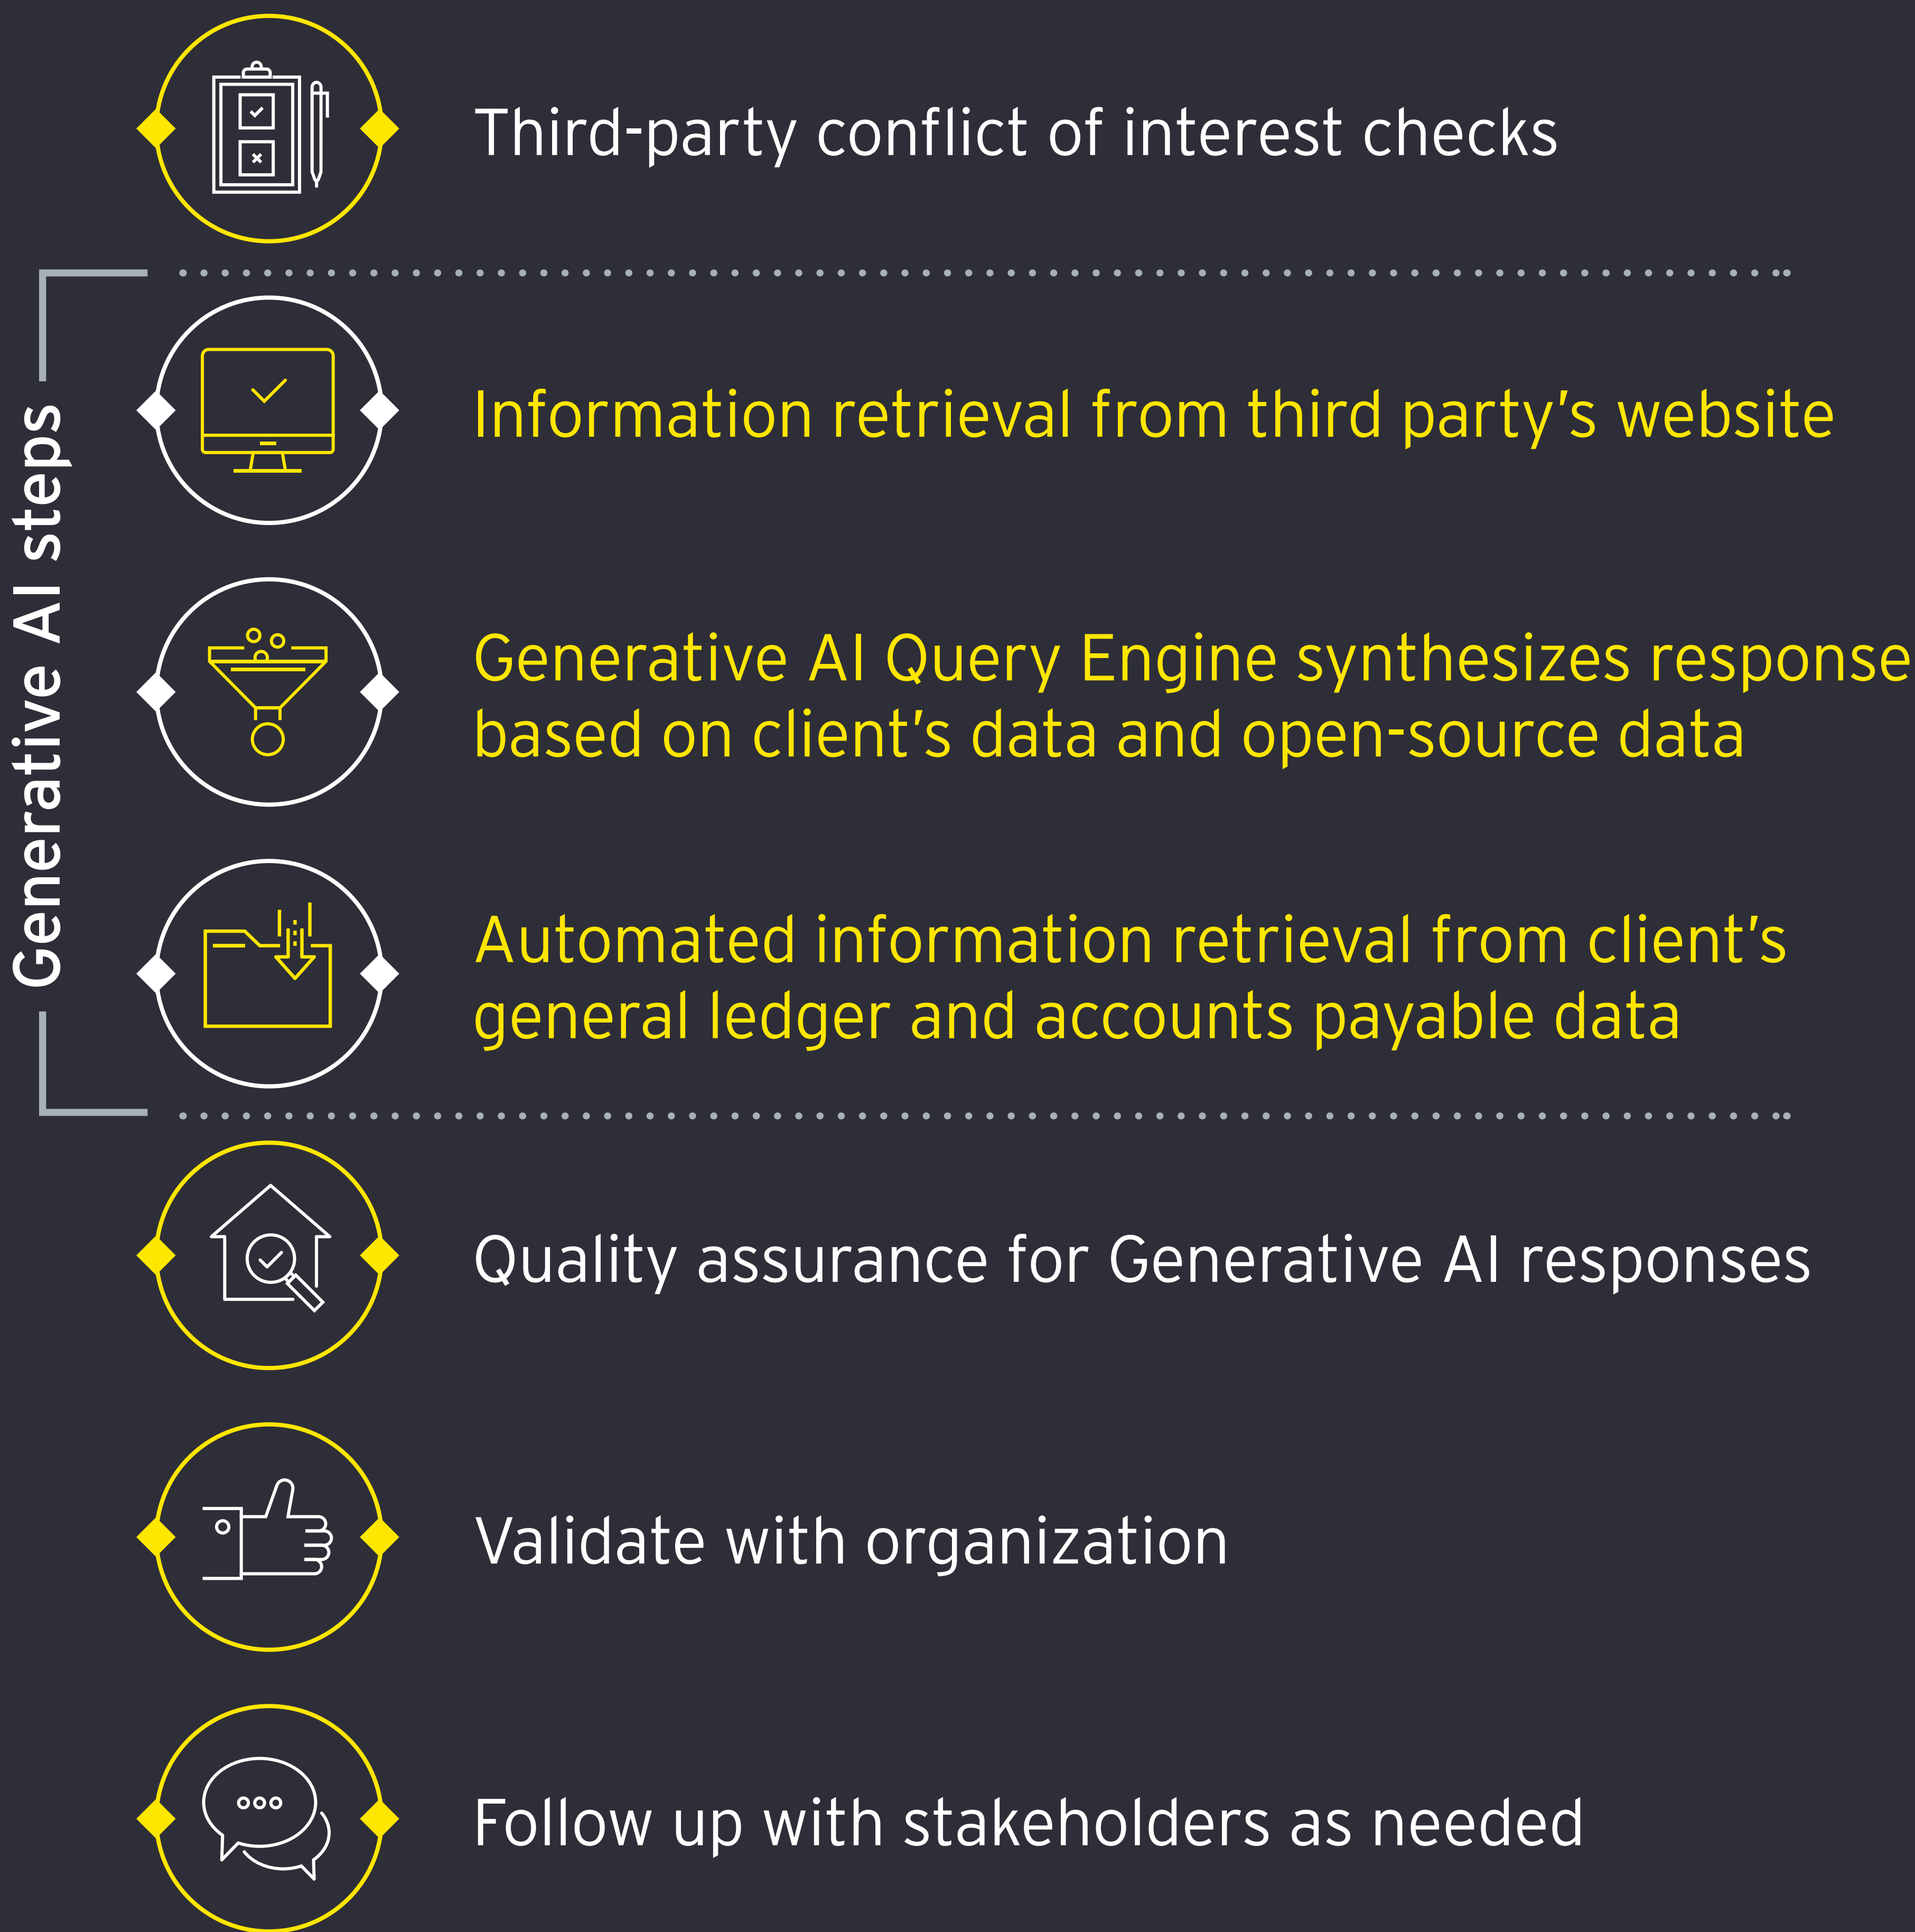 Third-party conflict of interest checks
Generative AI steps
Information retrieval from third party's website
Generative AI Query Engine synthesizes response
based on client's data and open-source data
Automated information retrieval from client's
general ledger and accounts payable data
Quality assurance for Generative AI responses
Validate with organization
Follow up with stakeholders as needed